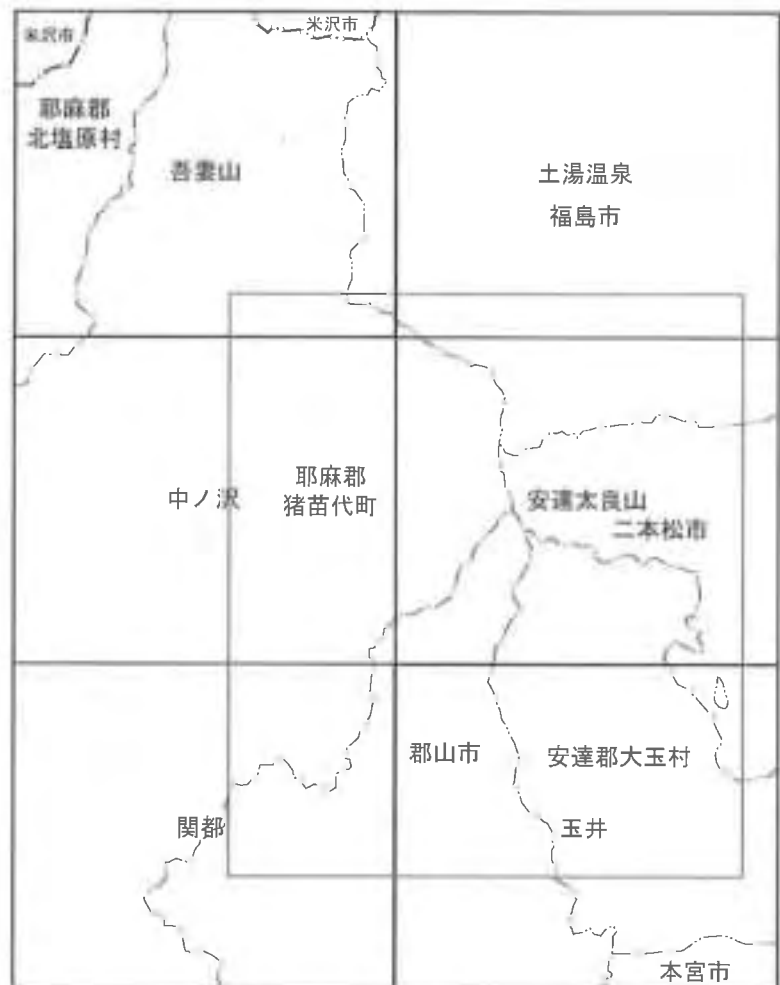 米沢市
米沢市
耶麻郡
北塩原村
吾妻山
土湯温泉
福島市
中ノ沢
耶麻郡
猪苗代町
安達太良山
二本松市
郡山市
安達郡大玉村
関都
玉井
本宮市